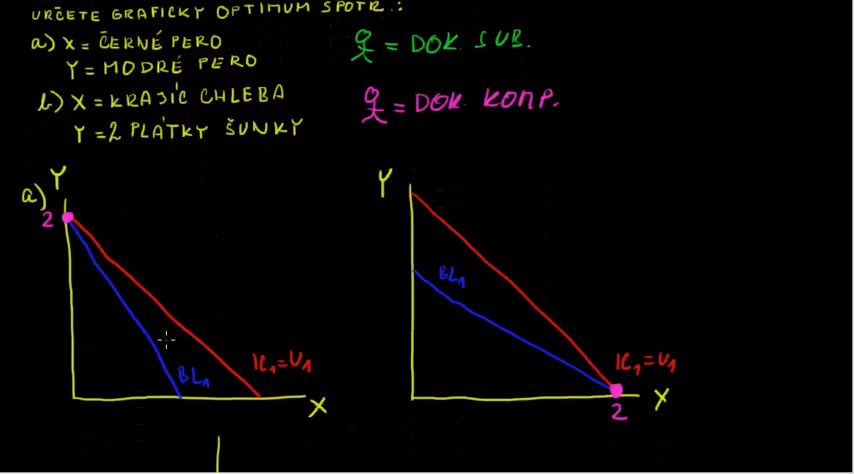 URČETE GRAFICKY OPTIMUM SPOTŘ.:
a) X = ČERNÉ PERO
Y = MODRÉ PERO
b) X = KRAJÍC CHLEBA
Y = 2 PLÁTKY ŠUNKY
= DOK. SUB.
= DOK. KOMP.
a)
Y
2
BL1
IC1=U1
X
Y
BL1
IC1=U1
X
2